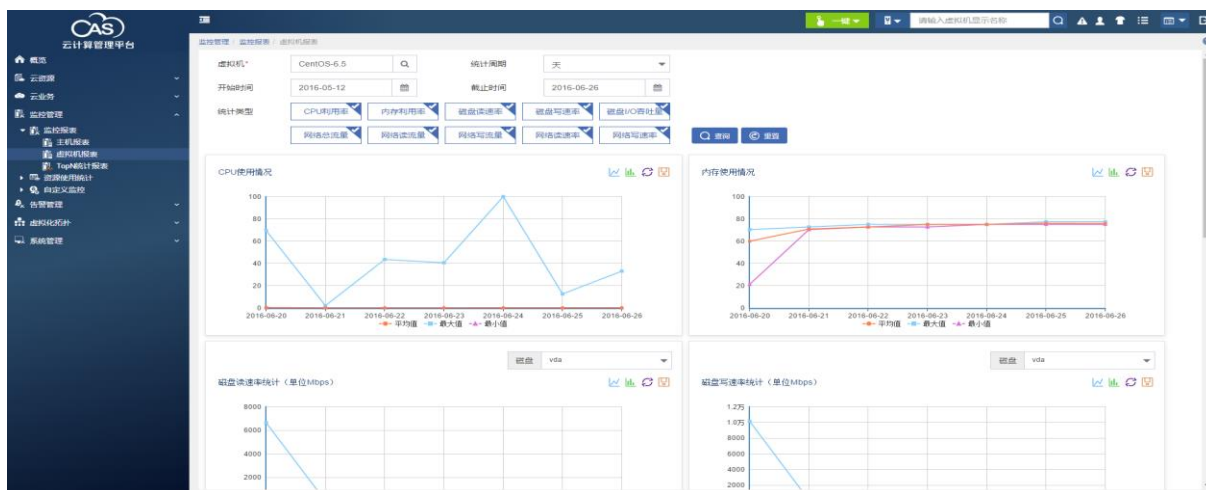 CAS
云计算管理平台
一键
请输入虚拟机显示名称
监控管理 / 监控报表 / 虚拟机报表
概览
云资源
云业务
监控管理
监控报表
主机报表
虚拟机报表
TopN统计报表
资源使用统计
自定义监控
告警管理
虚拟化拓扑
系统管理
虚拟机* CentOS-6.5 统计周期 天
开始时间 2016-05-12 截止时间 2016-06-26
统计类型 CPU利用率 内存利用率 磁盘读速率 磁盘写速率 磁盘I/O吞吐量
网络总流量 网络读流量 网络写流量 网络读速率 网络写速率 查询 重置
CPU使用情况
100
80
60
40
20
0
2016-06-20 2016-06-21 2016-06-22 2016-06-23 2016-06-24 2016-06-25 2016-06-26
平均值 最大值 最小值
内存使用情况
100
80
60
40
20
0
2016-06-20 2016-06-21 2016-06-22 2016-06-23 2016-06-24 2016-06-25 2016-06-26
平均值 最大值 最小值
磁盘 vda
磁盘读速率统计（单位Mbps）
8000
6000
4000
2000
磁盘 vda
磁盘写速率统计（单位Mbps）
1.2万
1.0万
8000
6000
4000
2000